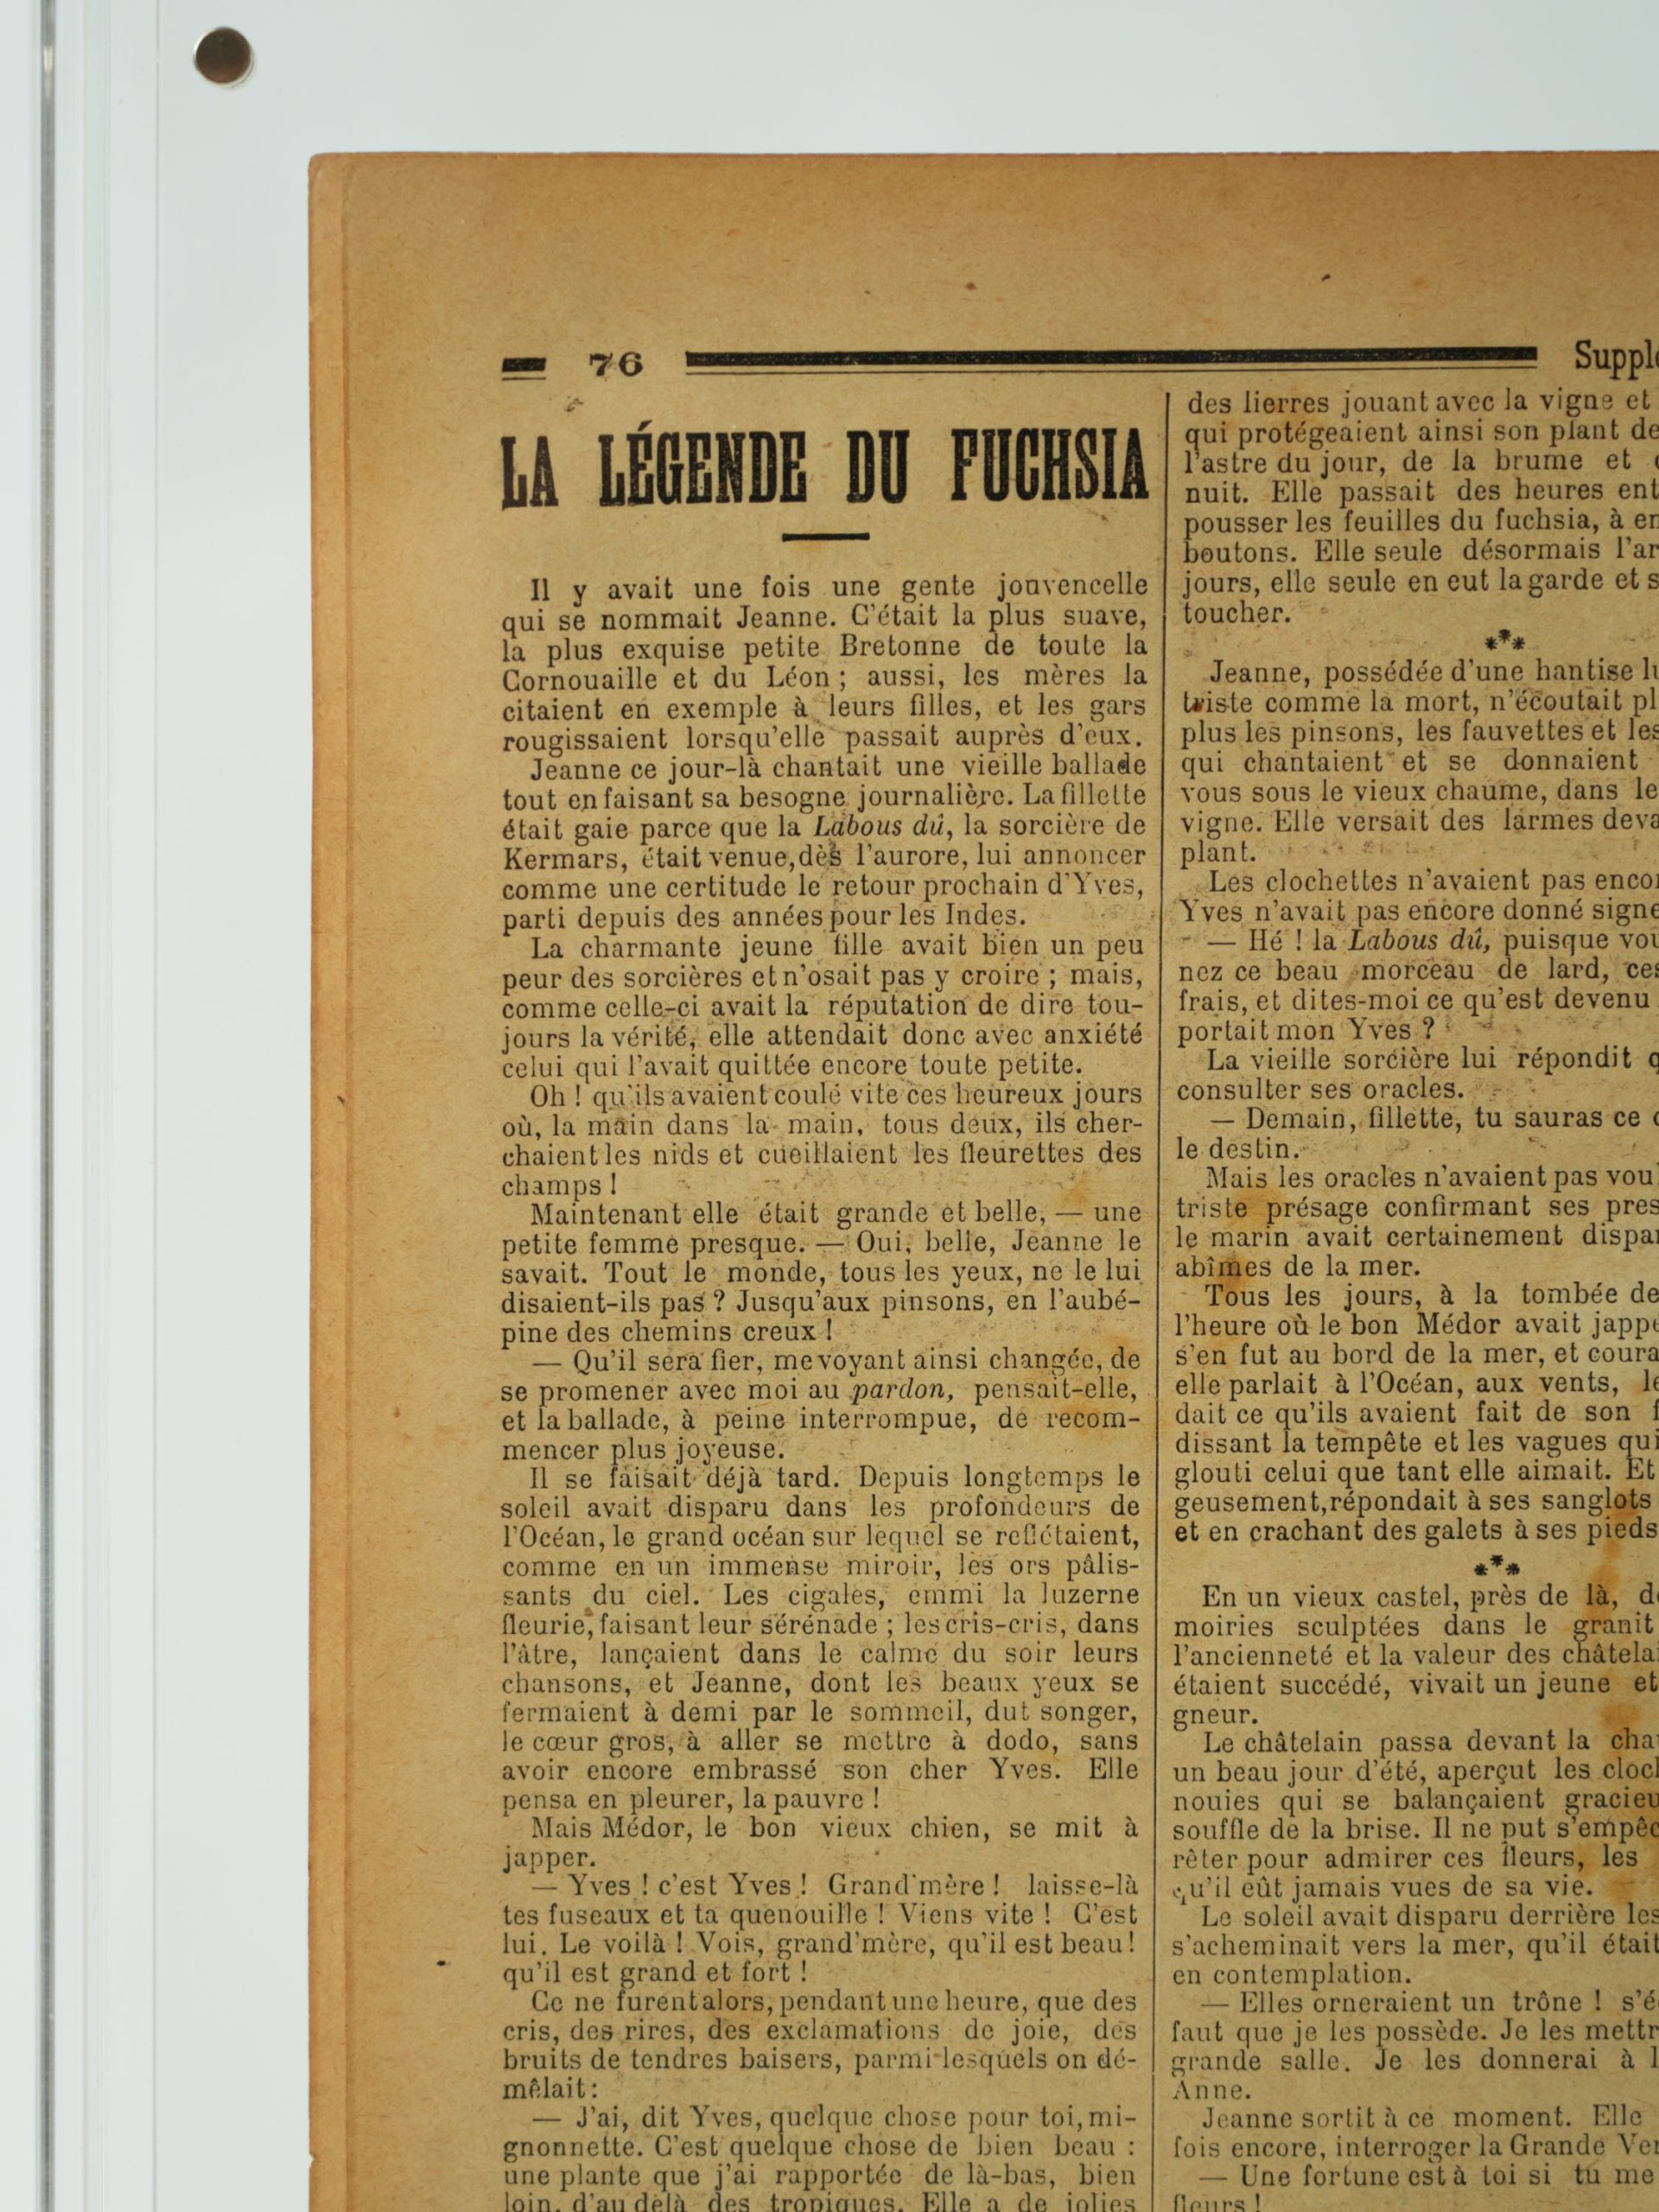 76
Supplé
LA LÉGENDE DU FUCHSIA
Il y avait une fois une gente jouvencelle
qui se nommait Jeanne. C'était la plus suave,
la plus exquise petite Bretonne de toute la
Cornouaille et du Léon ; aussi, les mères la
citaient en exemple à leurs filles, et les gars
rougissaient lorsqu'elle passait auprès d'eux.
Jeanne ce jour-là chantait une vieille ballade
tout en faisant sa besogne journalière. La fillette
était gaie parce que la Labous dû, la sorcière de
Kermars, était venue, dès l'aurore, lui annoncer
comme une certitude le retour prochain d'Yves,
parti depuis des années pour les Indes.
La charmante jeune fille avait bien un peu
peur des sorcières et n'osait pas y croire ; mais,
comme celle-ci avait la réputation de dire tou-
jours la vérité, elle attendait donc avec anxiété
celui qui l'avait quittée encore toute petite.
Oh ! qu'ils avaient coulé vite ces heureux jours
où, la main dans la main, tous deux, ils cher-
chaient les nids et cueillaient les fleurettes des
champs !
Maintenant elle était grande et belle, — une
petite femme presque. — Oui, belle, Jeanne le
savait. Tout le monde, tous les yeux, ne le lui
disaient-ils pas ? Jusqu'aux pinsons, en l'aubé-
pine des chemins creux !
— Qu'il sera fier, me voyant ainsi changée, de
se promener avec moi au pardon, pensait-elle,
et la ballade, à peine interrompue, de recom-
mencer plus joyeuse.
Il se faisait déjà tard. Depuis longtemps le
soleil avait disparu dans les profondeurs de
l'Océan, le grand océan sur lequel se reflétaient,
comme en un immense miroir, les ors pâlis-
sants du ciel. Les cigales, emmi la luzerne
fleurie, faisant leur sérénade ; les cris-cris, dans
l'âtre, lançaient dans le calme du soir leurs
chansons, et Jeanne, dont les beaux yeux se
fermaient à demi par le sommeil, dut songer,
le cœur gros, à aller se mettre à dodo, sans
avoir encore embrassé son cher Yves. Elle
pensa en pleurer, la pauvre !
Mais Médor, le bon vieux chien, se mit à
japper.
— Yves ! c'est Yves ! Grand'mère ! laisse-là
tes fuseaux et ta quenouille ! Viens vite ! C'est
lui. Le voilà ! Vois, grand'mère, qu'il est beau !
qu'il est grand et fort !
Ce ne furent alors, pendant une heure, que des
cris, des rires, des exclamations de joie, des
bruits de tendres baisers, parmi lesquels on dé-
mêlait :
— J'ai, dit Yves, quelque chose pour toi, mi-
gnonnette. C'est quelque chose de bien beau :
une plante que j'ai rapportée de là-bas, bien
loin, d'au delà des tropiques. Elle a de jolies
des lierres jouant avec la vigne et
qui protégeaient ainsi son plant de
l'astre du jour, de la brume et
nuit. Elle passait des heures ent
pousser les feuilles du fuchsia, à en
boutons. Elle seule désormais l'ar
jours, elle seule en eut la garde et s
toucher.
***
Jeanne, possédée d'une hantise lu
triste comme la mort, n'écoutait pl
plus les pinsons, les fauvettes et les
qui chantaient et se donnaient
vous sous le vieux chaume, dans le
vigne. Elle versait des larmes deva
plant.
Les clochettes n'avaient pas encor
Yves n'avait pas encore donné signe
— Hé ! la Labous dû, puisque vou
nez ce beau morceau de lard, ces
frais, et dites-moi ce qu'est devenu
portait mon Yves ?
La vieille sorcière lui répondit q
consulter ses oracles.
— Demain, fillette, tu sauras ce
le destin.
Mais les oracles n'avaient pas voul
triste présage confirmant ses pres
le marin avait certainement dispar
abîmes de la mer.
Tous les jours, à la tombée de
l'heure où le bon Médor avait jappé
s'en fut au bord de la mer, et coura
elle parlait à l'Océan, aux vents, le
dait ce qu'ils avaient fait de son f
dissant la tempête et les vagues qui
glouti celui que tant elle aimait. Et
geusement, répondait à ses sanglots
et en crachant des galets à ses pieds
***
En un vieux castel, près de là, d
moiries sculptées dans le granit
l'ancienneté et la valeur des châtelai
étaient succédé, vivait un jeune et
gneur.
Le châtelain passa devant la chau
un beau jour d'été, aperçut les cloch
nouies qui se balançaient gracieu
souffle de la brise. Il ne put s'empêc
rêter pour admirer ces fleurs, les
qu'il eût jamais vues de sa vie.
Le soleil avait disparu derrière les
s'acheminait vers la mer, qu'il était
en contemplation.
— Elles orneraient un trône ! s'é
faut que je les possède. Je les mettr
grande salle. Je les donnerai à l
Anne.
Jeanne sortit à ce moment. Elle
fois encore, interroger la Grande Ver
— Une fortune est à toi si tu me
fleurs !